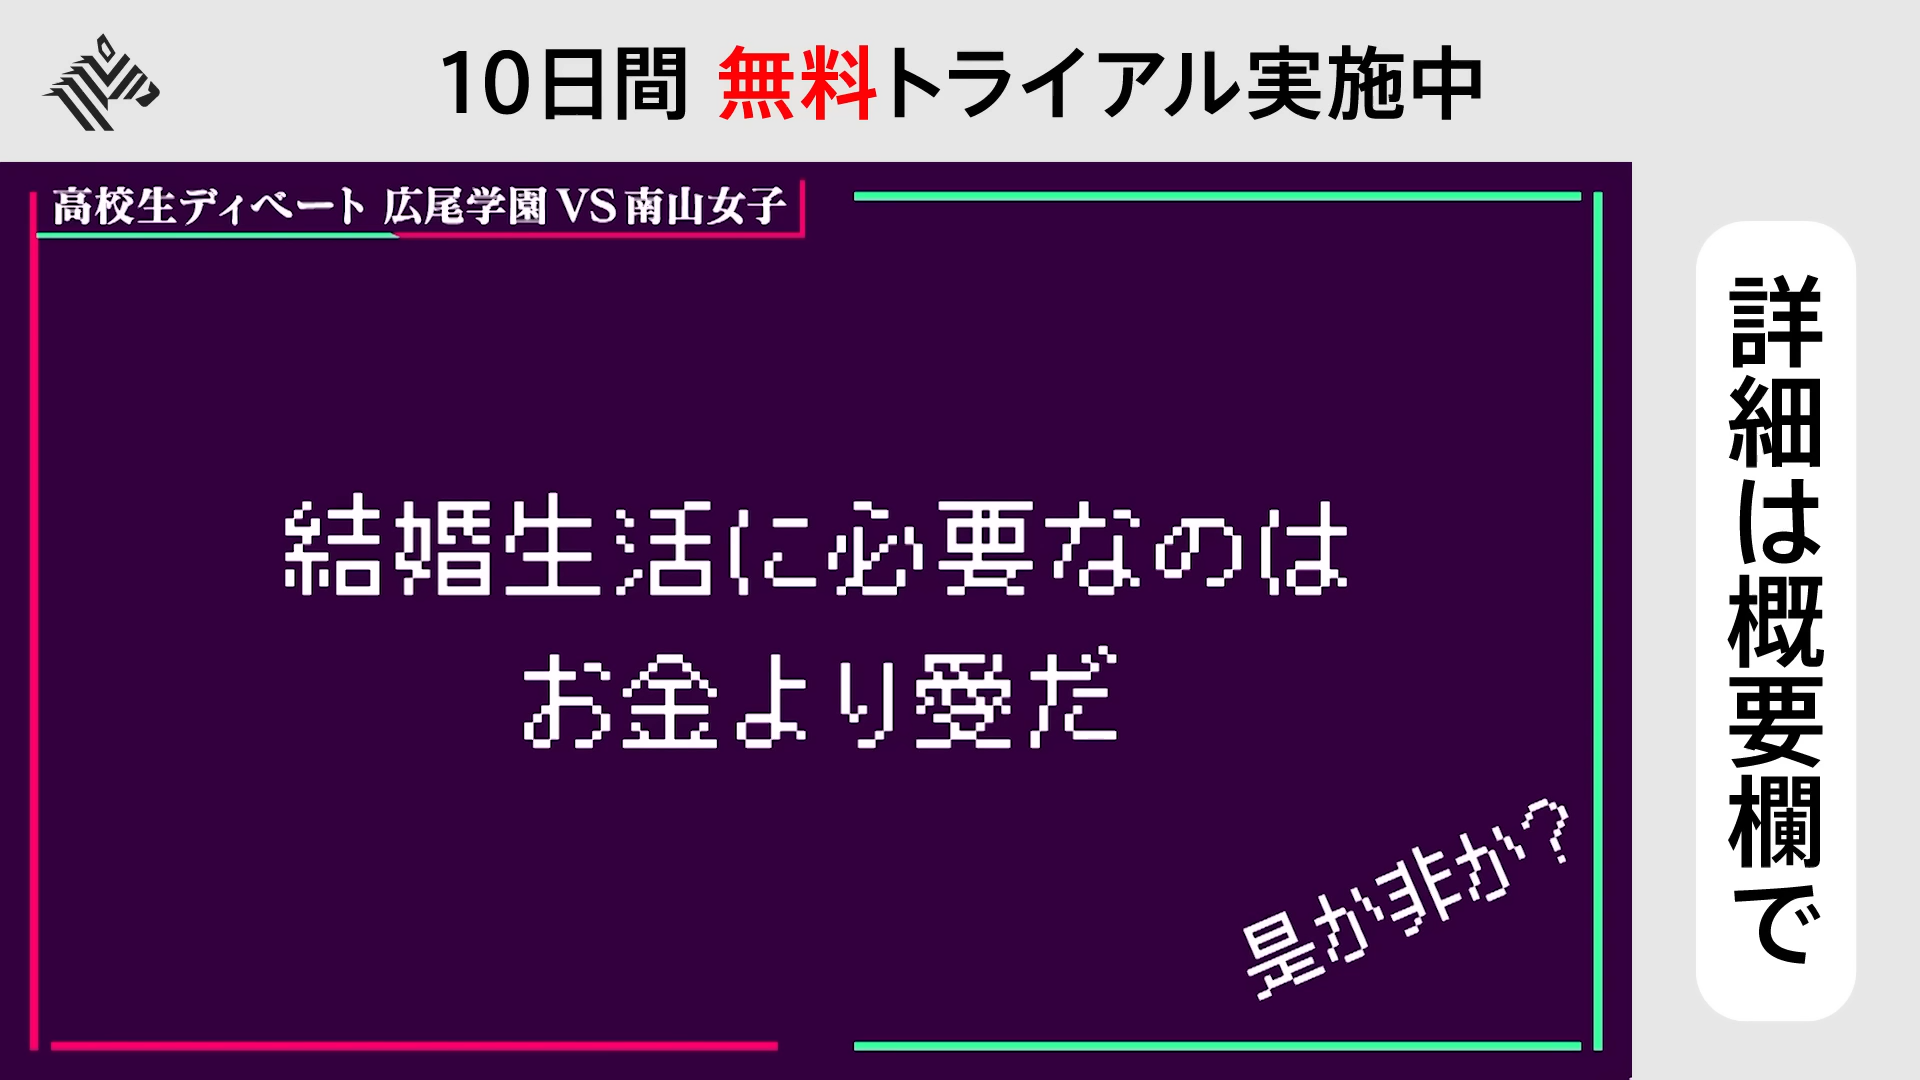 10日間 無料トライアル実施中
高校生ディベート 広尾学園 VS 南山女子
結婚生活に必要なのは
お金より愛だ
是か非か?
詳細は概要欄で